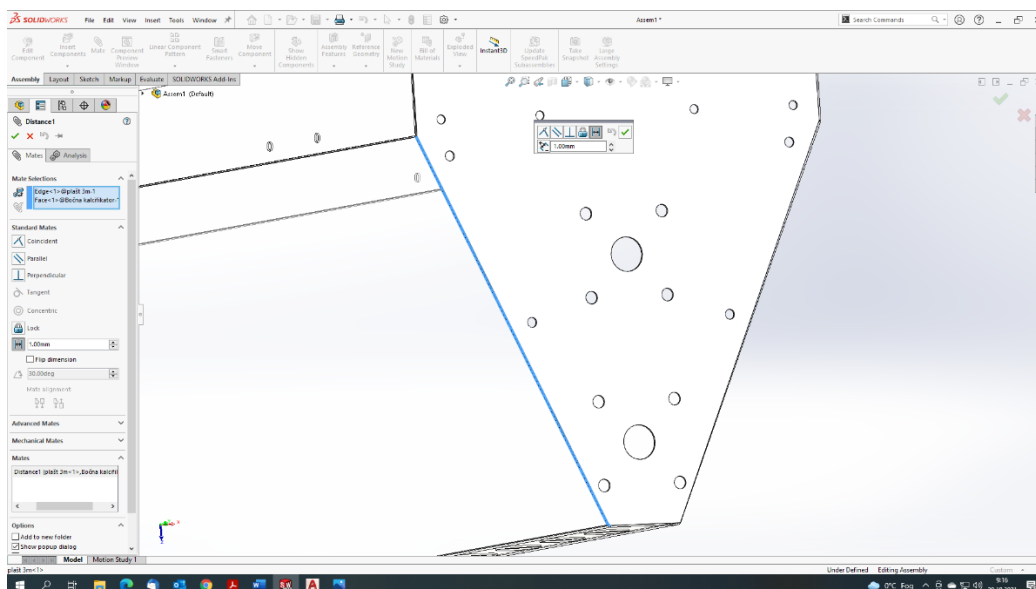 SOLIDWORKS File Edit View Insert Tools Window
Assem1 *
Search Commands
Edit Component
Insert Components
Mate
Component Preview Window
Linear Component Pattern
Smart Fasteners
Move Component
Show Hidden Components
Assembly Features
Reference Geometry
New Motion Study
Bill of Materials
Exploded View
Instant3D
Update SpeedPak Subassemblies
Take Snapshot
Large Assembly Settings
Assembly Layout Sketch Markup Evaluate SOLIDWORKS Add-Ins
Assem1 (Default)
Distance1
Mates Analysis
1.00mm
Mate Selections
Edge<1>@plašt 3m-1
Face<1>@Bočna kalcifikator-
Standard Mates
Coincident
Parallel
Perpendicular
Tangent
Concentric
Lock
1.00mm
Flip dimension
30.00deg
Mate alignment:
Advanced Mates
Mechanical Mates
Mates
Distance1 (plašt 3m<1>,Bočna kalcifi
Options
Add to new folder
Show popup dialog
Model Motion Study 1
plašt 3m<1>
Under Defined Editing Assembly Custom
0°C Fog
9:16